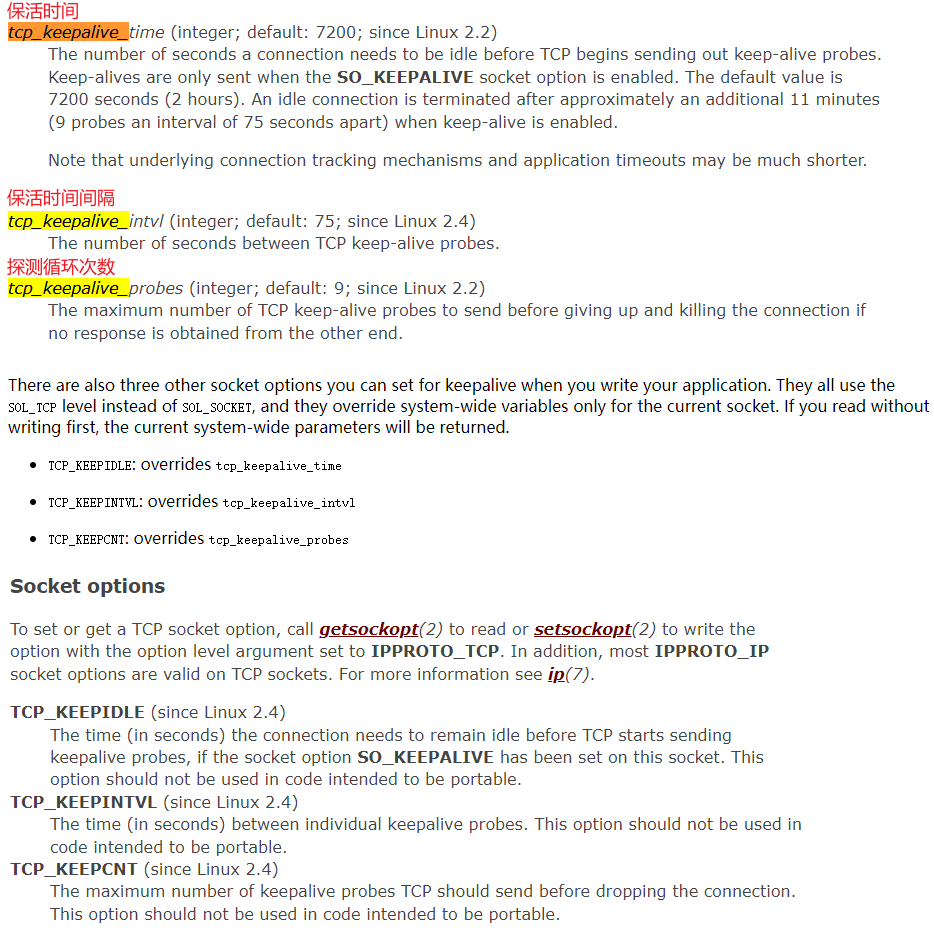 保活时间
tcp_keepalive_time (integer; default: 7200; since Linux 2.2)
The number of seconds a connection needs to be idle before TCP begins sending out keep-alive probes.
Keep-alives are only sent when the SO_KEEPALIVE socket option is enabled. The default value is
7200 seconds (2 hours). An idle connection is terminated after approximately an additional 11 minutes
(9 probes an interval of 75 seconds apart) when keep-alive is enabled.
Note that underlying connection tracking mechanisms and application timeouts may be much shorter.
保活时间间隔
tcp_keepalive_intvl (integer; default: 75; since Linux 2.4)
The number of seconds between TCP keep-alive probes.
探测循环次数
tcp_keepalive_probes (integer; default: 9; since Linux 2.2)
The maximum number of TCP keep-alive probes to send before giving up and killing the connection if
no response is obtained from the other end.
There are also three other socket options you can set for keepalive when you write your application. They all use the
SOL_TCP level instead of SOL_SOCKET, and they override system-wide variables only for the current socket. If you read without
writing first, the current system-wide parameters will be returned.
• TCP_KEEPIDLE: overrides tcp_keepalive_time
• TCP_KEEPINTVL: overrides tcp_keepalive_intvl
• TCP_KEEPCNT: overrides tcp_keepalive_probes
Socket options
To set or get a TCP socket option, call getsockopt(2) to read or setsockopt(2) to write the
option with the option level argument set to IPPROTO_TCP. In addition, most IPPROTO_IP
socket options are valid on TCP sockets. For more information see ip(7).
TCP_KEEPIDLE (since Linux 2.4)
The time (in seconds) the connection needs to remain idle before TCP starts sending
keepalive probes, if the socket option SO_KEEPALIVE has been set on this socket. This
option should not be used in code intended to be portable.
TCP_KEEPINTVL (since Linux 2.4)
The time (in seconds) between individual keepalive probes. This option should not be used in
code intended to be portable.
TCP_KEEPCNT (since Linux 2.4)
The maximum number of keepalive probes TCP should send before dropping the connection.
This option should not be used in code intended to be portable.